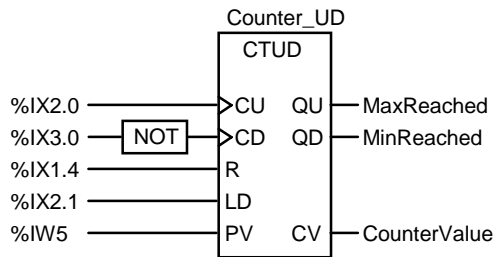 Counter_UD
CTUD
%IX2.0 CU QU MaxReached
%IX3.0 NOT CD QD MinReached
%IX1.4 R
%IX2.1 LD
%IW5 PV CV CounterValue